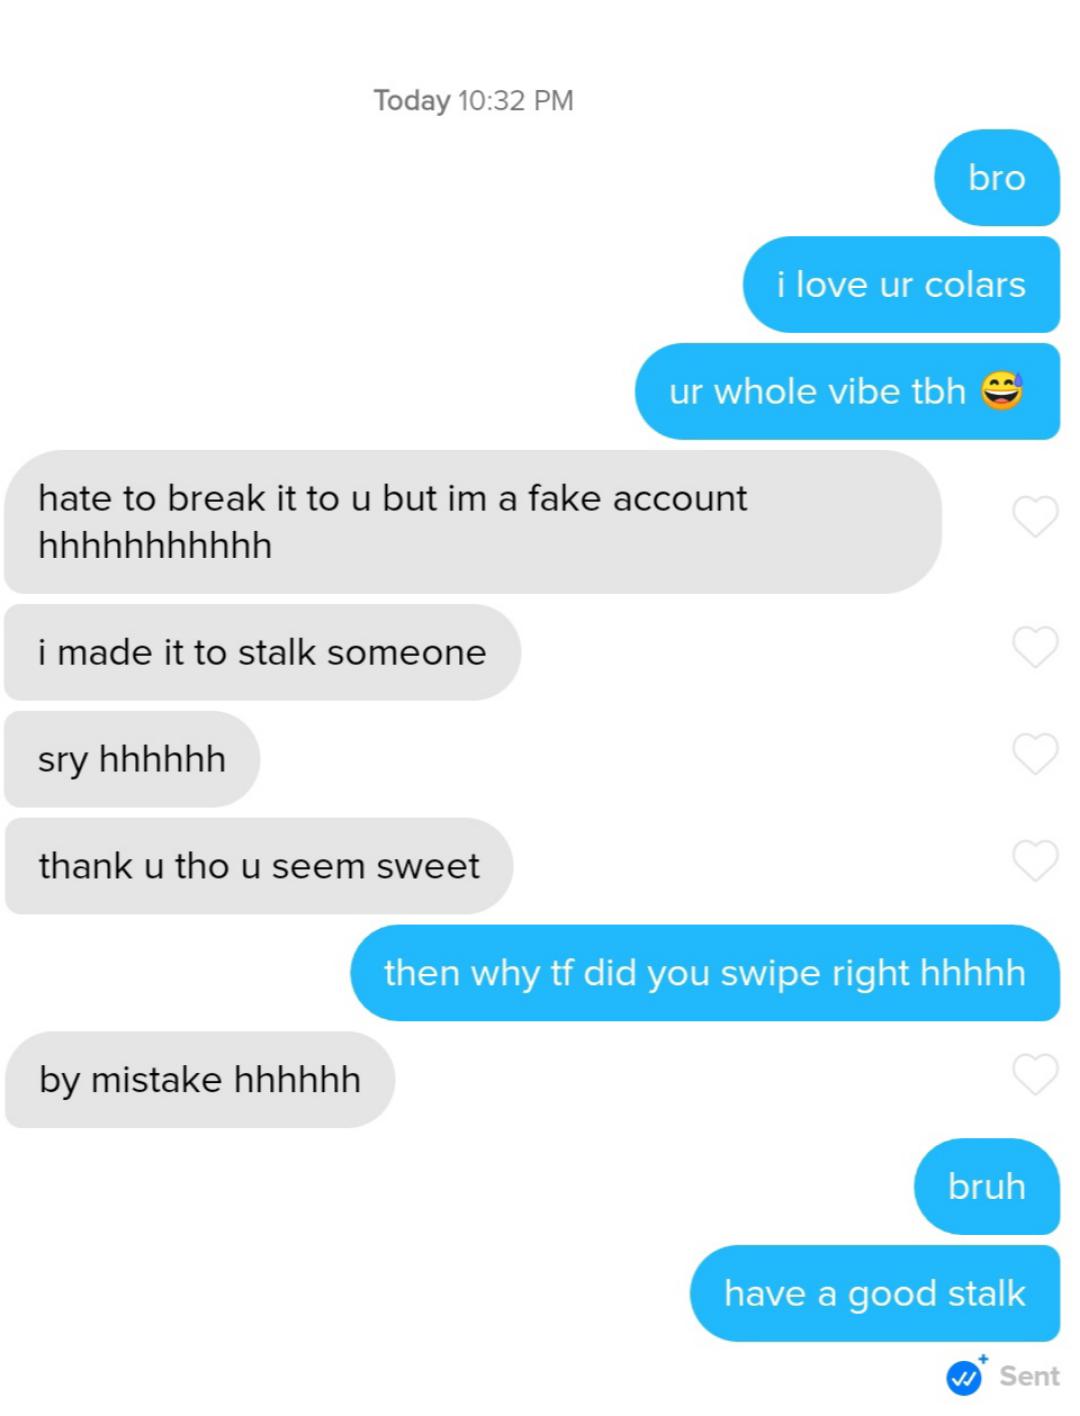 Today 10:32 PM
bro
i love ur colars
ur whole vibe tbh 😅
hate to break it to u but im a fake account
hhhhhhhhhhh
i made it to stalk someone
sry hhhhhh
thank u tho u seem sweet
then why tf did you swipe right hhhhh
by mistake hhhhhh
bruh
have a good stalk
Sent